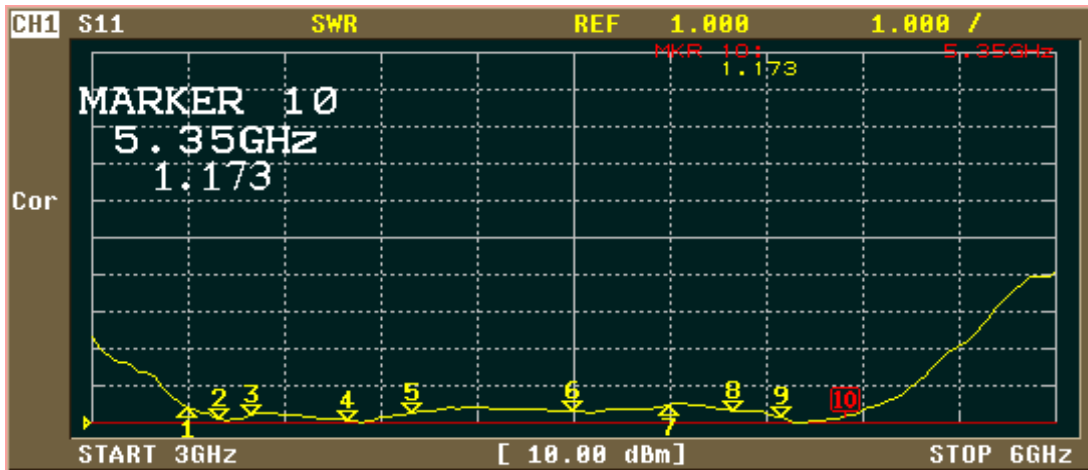 CH1 S11 SWR REF 1.000 1.000 /
MKR 10: 5.35GHz
1.173
MARKER 10
5.35GHz
1.173
Cor
1 2 3 4 5 6 7 8 9 10
START 3GHz [ 10.00 dBm] STOP 6GHz